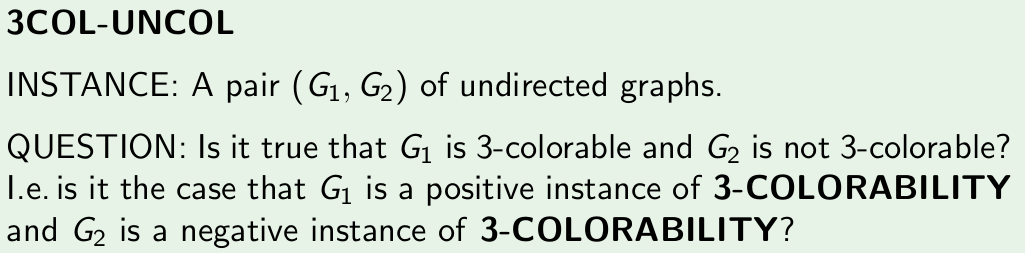 3COL-UNCOL
INSTANCE: A pair (G₁, G₂) of undirected graphs.
QUESTION: Is it true that G₁ is 3-colorable and G₂ is not 3-colorable?
I.e. is it the case that G₁ is a positive instance of 3-COLORABILITY
and G₂ is a negative instance of 3-COLORABILITY?